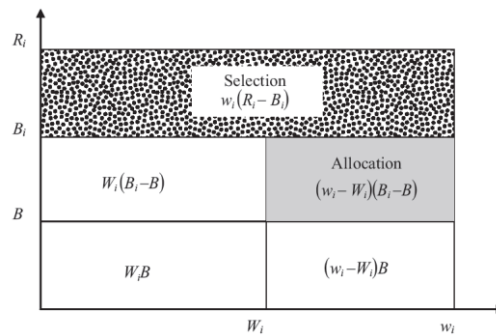 R_i
Selection
w_i(R_i – B_i)
B_i
Allocation
W_i(B_i–B)
(w_i – W_i)(B_i–B)
B
W_iB
(w_i–W_i)B
W_i
w_i